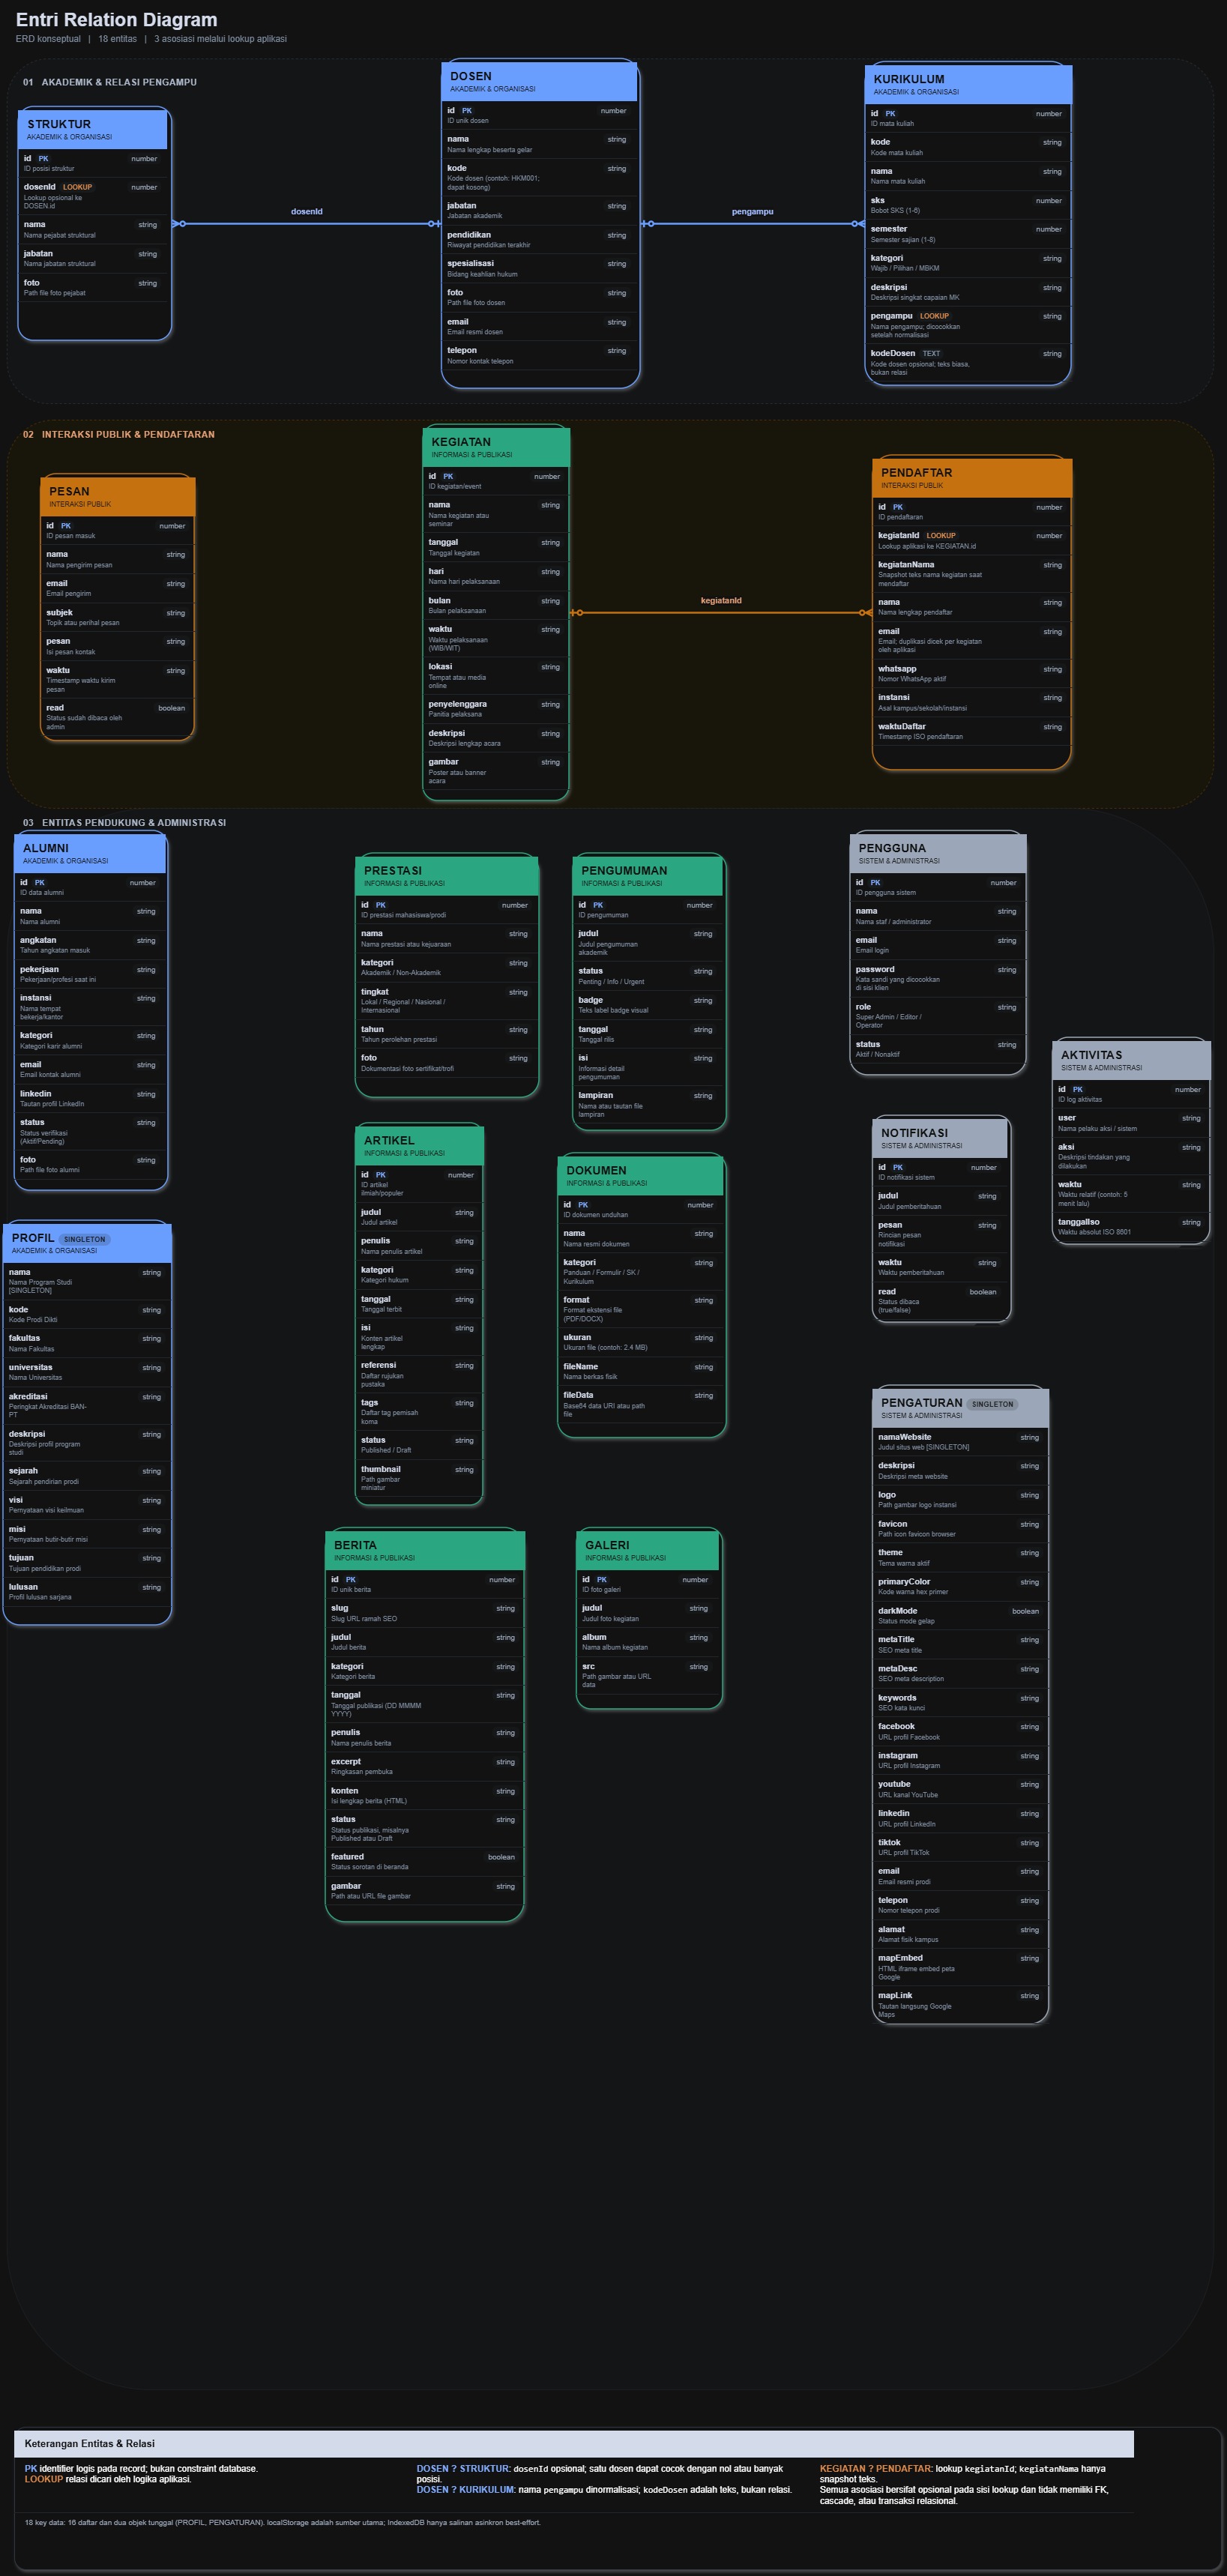 Entri Relation Diagram
ERD konseptual | 18 entitas | 3 asosiasi melalui lookup aplikasi
01 AKADEMIK & RELASI PENGAMPU
STRUKTUR
AKADEMIK & ORGANISASI
id PK number
ID posisi struktur
dosenId LOOKUP number
Lookup opsional ke
DOSEN.id
nama string
Nama pejabat struktural
jabatan string
Nama jabatan struktural
foto string
Path file foto pejabat
dosenId
DOSEN
AKADEMIK & ORGANISASI
id PK number
ID unik dosen
nama string
Nama lengkap beserta gelar
kode string
Kode dosen (contoh: HKM001;
dapat kosong)
jabatan string
Jabatan akademik
pendidikan string
Riwayat pendidikan terakhir
spesialisasi string
Bidang keahlian hukum
foto string
Path file foto dosen
email string
Email resmi dosen
telepon string
Nomor kontak telepon
pengampu
KURIKULUM
AKADEMIK & ORGANISASI
id PK number
ID mata kuliah
kode string
Kode mata kuliah
nama string
Nama mata kuliah
sks number
Bobot SKS (1-6)
semester number
Semester sajian (1-8)
kategori string
Wajib / Pilihan / MBKM
deskripsi string
Deskripsi singkat capaian MK
pengampu LOOKUP string
Nama pengampu; dicocokkan
setelah normalisasi
kodeDosen TEXT string
Kode dosen opsional; teks biasa,
bukan relasi
02 INTERAKSI PUBLIK & PENDAFTARAN
PESAN
INTERAKSI PUBLIK
id PK number
ID pesan masuk
nama string
Nama pengirim pesan
email string
Email pengirim
subjek string
Topik atau perihal pesan
pesan string
Isi pesan kontak
waktu string
Timestamp waktu kirim
pesan
read boolean
Status sudah dibaca oleh
admin
KEGIATAN
INFORMASI & PUBLIKASI
id PK number
ID kegiatan/event
nama string
Nama kegiatan atau
seminar
tanggal string
Tanggal kegiatan
hari string
Nama hari pelaksanaan
bulan string
Bulan pelaksanaan
waktu string
Waktu pelaksanaan
(WIB/WIT)
lokasi string
Tempat atau media
online
penyelenggara string
Panitia pelaksana
deskripsi string
Deskripsi lengkap acara
gambar string
Poster atau banner
acara
kegiatanId
PENDAFTAR
INTERAKSI PUBLIK
id PK number
ID pendaftaran
kegiatanId LOOKUP number
Lookup aplikasi ke KEGIATAN.id
kegiatanNama string
Snapshot teks nama kegiatan saat
mendaftar
nama string
Nama lengkap pendaftar
email string
Email; duplikasi dicek per kegiatan
oleh aplikasi
whatsapp string
Nomor WhatsApp aktif
instansi string
Asal kampus/sekolah/instansi
waktuDaftar string
Timestamp ISO pendaftaran
03 ENTITAS PENDUKUNG & ADMINISTRASI
ALUMNI
AKADEMIK & ORGANISASI
id PK number
ID data alumni
nama string
Nama alumni
angkatan string
Tahun angkatan masuk
pekerjaan string
Pekerjaan/profesi saat ini
instansi string
Nama tempat
bekerja/kantor
kategori string
Kategori karir alumni
email string
Email kontak alumni
linkedin string
Tautan profil LinkedIn
status string
Status verifikasi
(Aktif/Pending)
foto string
Path file foto alumni
PROFIL SINGLETON
AKADEMIK & ORGANISASI
nama string
Nama Program Studi
[SINGLETON]
kode string
Kode Prodi Dikti
fakultas string
Nama Fakultas
universitas string
Nama Universitas
akreditasi string
Peringkat Akreditasi BAN-
PT
deskripsi string
Deskripsi profil program
studi
sejarah string
Sejarah pendirian prodi
visi string
Pernyataan visi keilmuan
misi string
Pernyataan butir-butir misi
tujuan string
Tujuan pendidikan prodi
lulusan string
Profil lulusan sarjana
PRESTASI
INFORMASI & PUBLIKASI
id PK number
ID prestasi mahasiswa/prodi
nama string
Nama prestasi atau kejuaraan
kategori string
Akademik / Non-Akademik
tingkat string
Lokal / Regional / Nasional /
Internasional
tahun string
Tahun perolehan prestasi
foto string
Dokumentasi foto sertifikat/trofi
ARTIKEL
INFORMASI & PUBLIKASI
id PK number
ID artikel
ilmiah/populer
judul string
Judul artikel
penulis string
Nama penulis artikel
kategori string
Kategori hukum
tanggal string
Tanggal terbit
isi string
Konten artikel
lengkap
referensi string
Daftar rujukan
pustaka
tags string
Daftar tag pemisah
koma
status string
Published / Draft
thumbnail string
Path gambar
miniatur
BERITA
INFORMASI & PUBLIKASI
id PK number
ID unik berita
slug string
Slug URL ramah SEO
judul string
Judul berita
kategori string
Kategori berita
tanggal string
Tanggal publikasi (DD MMMM
YYYY)
penulis string
Nama penulis berita
excerpt string
Ringkasan pembuka
konten string
Isi lengkap berita (HTML)
status string
Status publikasi, misalnya
Published atau Draft
featured boolean
Status sorotan di beranda
gambar string
Path atau URL file gambar
PENGUMUMAN
INFORMASI & PUBLIKASI
id PK number
ID pengumuman
judul string
Judul pengumuman
akademik
status string
Penting / Info / Urgent
badge string
Teks label badge visual
tanggal string
Tanggal rilis
isi string
Informasi detail
pengumuman
lampiran string
Nama atau tautan file
lampiran
DOKUMEN
INFORMASI & PUBLIKASI
id PK number
ID dokumen unduhan
nama string
Nama resmi dokumen
kategori string
Panduan / Formulir / SK /
Kurikulum
format string
Format ekstensi file
(PDF/DOCX)
ukuran string
Ukuran file (contoh: 2.4 MB)
fileName string
Nama berkas fisik
fileData string
Base64 data URI atau path
file
GALERI
INFORMASI & PUBLIKASI
id PK number
ID foto galeri
judul string
Judul foto kegiatan
album string
Nama album kegiatan
src string
Path gambar atau URL
data
PENGGUNA
SISTEM & ADMINISTRASI
id PK number
ID pengguna sistem
nama string
Nama staf / administrator
email string
Email login
password string
Kata sandi yang dicocokkan
di sisi klien
role string
Super Admin / Editor /
Operator
status string
Aktif / Nonaktif
AKTIVITAS
SISTEM & ADMINISTRASI
id PK number
ID log aktivitas
user string
Nama pelaku aksi / sistem
aksi string
Deskripsi tindakan yang
dilakukan
waktu string
Waktu relatif (contoh: 5
menit lalu)
tanggalIso string
Waktu absolut ISO 8601
NOTIFIKASI
SISTEM & ADMINISTRASI
id PK number
ID notifikasi sistem
judul string
Judul pemberitahuan
pesan string
Rincian pesan
notifikasi
waktu string
Waktu pemberitahuan
read boolean
Status dibaca
(true/false)
PENGATURAN SINGLETON
SISTEM & ADMINISTRASI
namaWebsite string
Judul situs web [SINGLETON]
deskripsi string
Deskripsi meta website
logo string
Path gambar logo instansi
favicon string
Path icon favicon browser
theme string
Tema warna aktif
primaryColor string
Kode warna hex primer
darkMode boolean
Status mode gelap
metaTitle string
SEO meta title
metaDesc string
SEO meta description
keywords string
SEO kata kunci
facebook string
URL profil Facebook
instagram string
URL profil Instagram
youtube string
URL kanal YouTube
linkedin string
URL profil LinkedIn
tiktok string
URL profil TikTok
email string
Email resmi prodi
telepon string
Nomor telepon prodi
alamat string
Alamat fisik kampus
mapEmbed string
HTML iframe embed peta
Google
mapLink string
Tautan langsung Google
Maps
Keterangan Entitas & Relasi
PK identifier logis pada record; bukan constraint database.
LOOKUP relasi dicari oleh logika aplikasi.
DOSEN ? STRUKTUR: dosenId opsional; satu dosen dapat cocok dengan nol atau banyak
posisi.
DOSEN ? KURIKULUM: nama pengampu dinormalisasi; kodeDosen adalah teks, bukan relasi.
KEGIATAN ? PENDAFTAR: lookup kegiatanId; kegiatanNama hanya
snapshot teks.
Semua asosiasi bersifat opsional pada sisi lookup dan tidak memiliki FK,
cascade, atau transaksi relasional.
18 key data: 16 daftar dan dua objek tunggal (PROFIL, PENGATURAN). localStorage adalah sumber utama; IndexedDB hanya salinan asinkron best-effort.